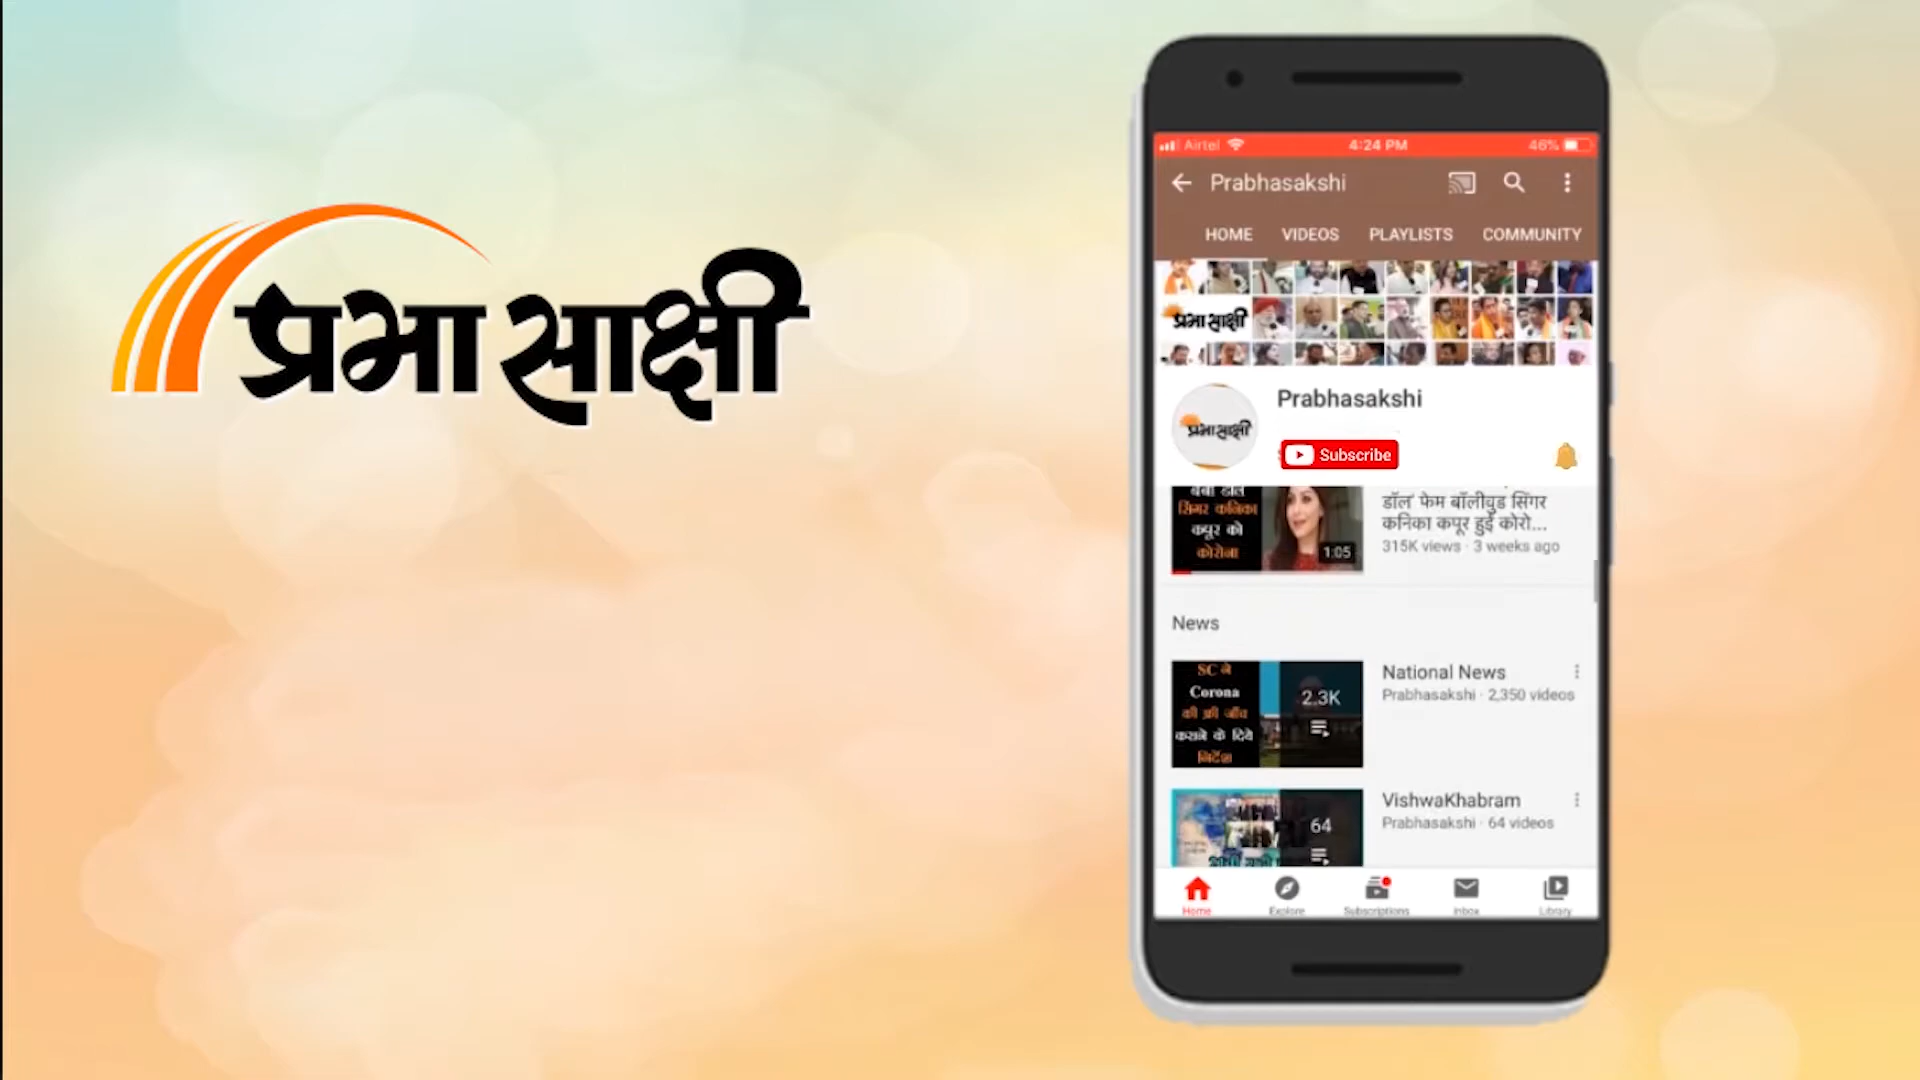 प्रभासाक्षी
Airtel 4:24 PM 46%
Prabhasakshi
HOME VIDEOS PLAYLISTS COMMUNITY
प्रभासाक्षी
Prabhasakshi
प्रभासाक्षी
Subscribe
बेबी डॉल
सिंगर कनिका
कपूर को
कोरोना
1:05
डॉल' फेम बॉलीवुड सिंगर
कनिका कपूर हुईं कोरो...
315K views · 3 weeks ago
News
SC ने
Corona
की फ्री जाँच
कराने के दिये
निर्देश
2.3K
National News
Prabhasakshi · 2,350 videos
64
VishwaKhabram
Prabhasakshi · 64 videos
Home Explore Subscriptions Inbox Library